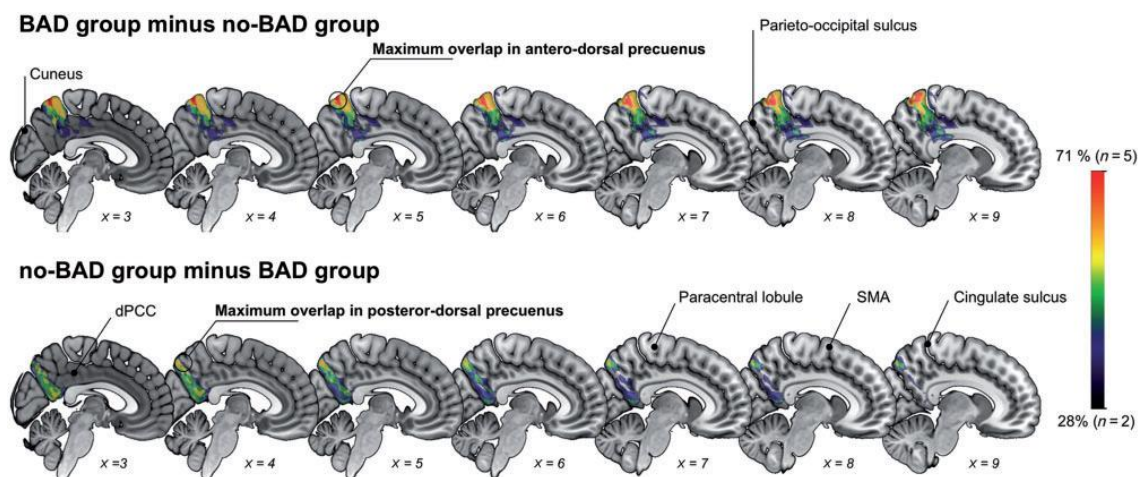 BAD group minus no-BAD group
Parieto-occipital sulcus
Maximum overlap in antero-dorsal precuenus
Cuneus
71 % (n = 5)
x = 3
x = 4
x = 5
x = 6
x = 7
x = 8
x = 9
no-BAD group minus BAD group
dPCC
Maximum overlap in posteror-dorsal precuenus
Paracentral lobule
SMA
Cingulate sulcus
28% (n = 2)
x =3
x = 4
x = 5
x = 6
x = 7
x = 8
x = 9